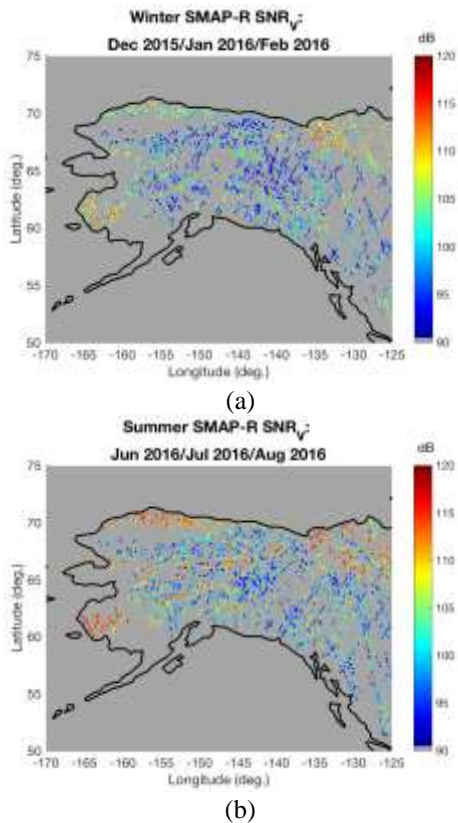 Winter SMAP-R SNRV:
Dec 2015/Jan 2016/Feb 2016
dB
75
70
65
60
55
50
Latitude (deg.)
120
115
110
105
100
95
90
-170 -165 -160 -155 -150 -145 -140 -135 -130 -125
Longitude (deg.)
(a)
Summer SMAP-R SNRV:
Jun 2016/Jul 2016/Aug 2016
dB
75
70
65
60
55
50
Latitude (deg.)
120
115
110
105
100
95
90
-170 -165 -160 -155 -150 -145 -140 -135 -130 -125
Longitude (deg.)
(b)